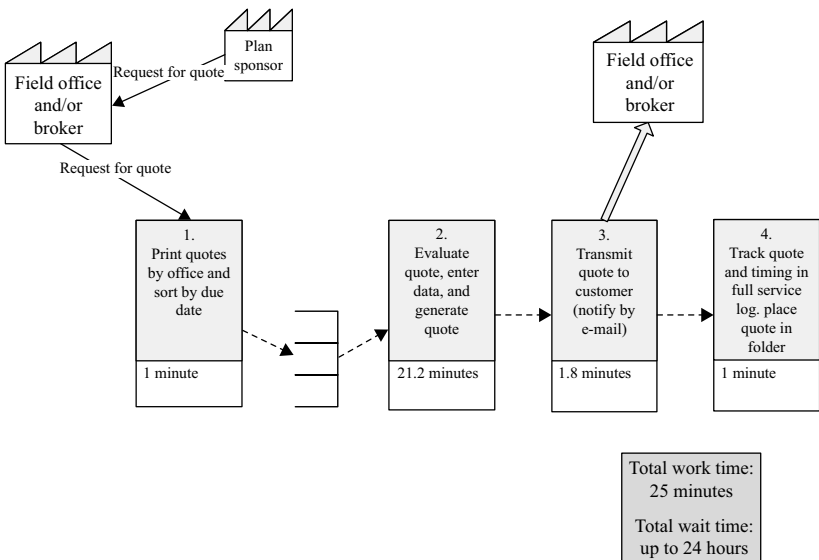 Plan
sponsor
Request for quote
Field office
and/or
broker
Request for quote
Field office
and/or
broker
1.
Print quotes
by office and
sort by due
date
1 minute
2.
Evaluate
quote, enter
data, and
generate
quote
21.2 minutes
3.
Transmit
quote to
customer
(notify by
e-mail)
1.8 minutes
4.
Track quote
and timing in
full service
log. place
quote in
folder
1 minute
Total work time:
25 minutes
Total wait time:
up to 24 hours